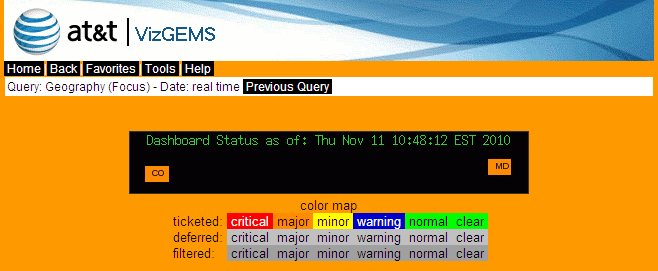 at&t VizGEMS
Home Back Favorites Tools Help
Query: Geography (Focus) - Date: real time Previous Query
Dashboard Status as of: Thu Nov 11 10:48:12 EST 2010
CO MD
color map
ticketed: critical major minor warning normal clear
deferred: critical major minor warning normal clear
filtered: critical major minor warning normal clear